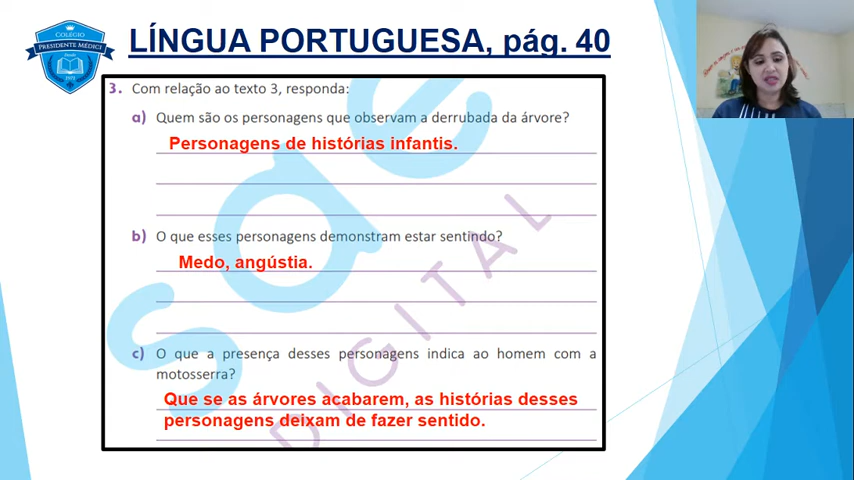 COLÉGIO
PRESIDENTE MÉDICI
LÍNGUA PORTUGUESA, pág. 40
3. Com relação ao texto 3, responda:
a) Quem são os personagens que observam a derrubada da árvore?
Personagens de histórias infantis.
b) O que esses personagens demonstram estar sentindo?
Medo, angústia.
c) O que a presença desses personagens indica ao homem com a
motosserra?
Que se as árvores acabarem, as histórias desses
personagens deixam de fazer sentido.
sae
DIGITAL